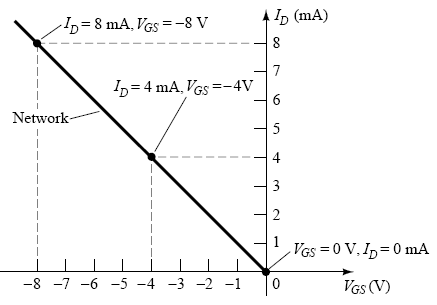 I_D = 8 mA, V_GS = −8 V
I_D (mA)
8
7
I_D = 4 mA, V_GS = −4V
6
Network
5
4
3
2
1
V_GS = 0 V, I_D = 0 mA
−8 −7 −6 −5 −4 −3 −2 −1 0
V_GS (V)